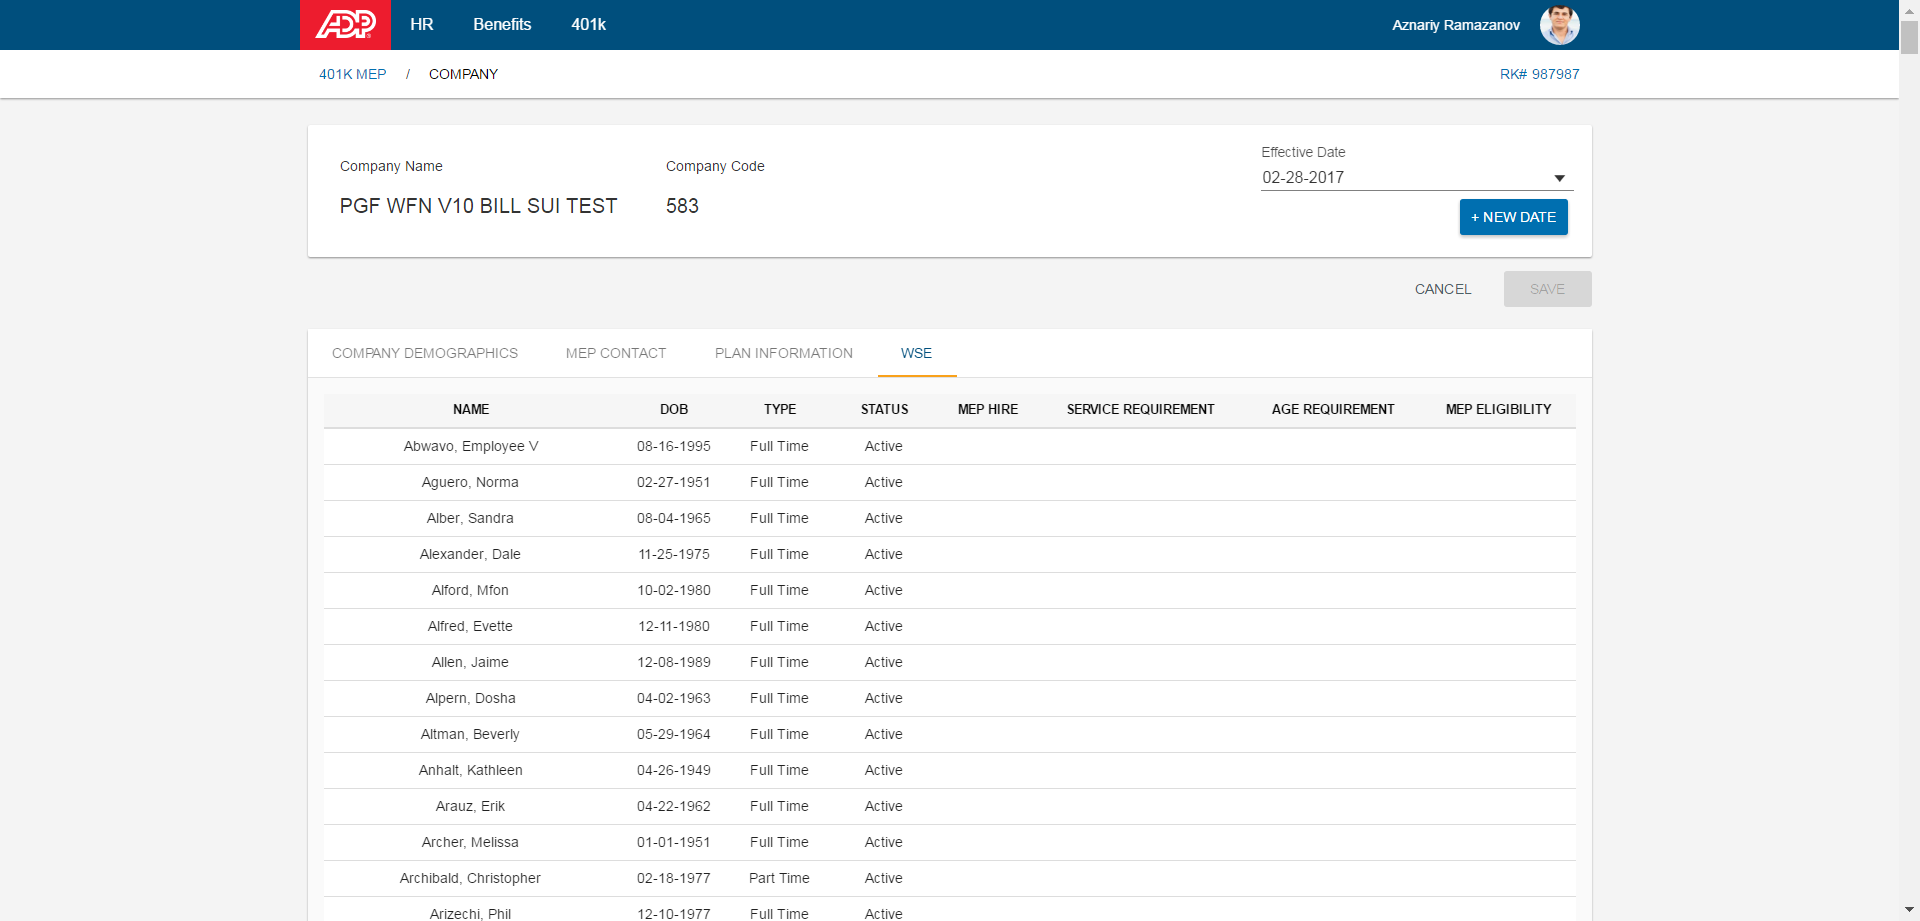 ADP HR Benefits 401k Aznariy Ramazanov
401K MEP / COMPANY RK# 987987
Company Name Company Code Effective Date
PGF WFN V10 BILL SUI TEST 583 02-28-2017
+ NEW DATE
CANCEL SAVE
COMPANY DEMOGRAPHICS MEP CONTACT PLAN INFORMATION WSE
NAME DOB TYPE STATUS MEP HIRE SERVICE REQUIREMENT AGE REQUIREMENT MEP ELIGIBILITY
Abwavo, Employee V 08-16-1995 Full Time Active
Aguero, Norma 02-27-1951 Full Time Active
Alber, Sandra 08-04-1965 Full Time Active
Alexander, Dale 11-25-1975 Full Time Active
Alford, Mfon 10-02-1980 Full Time Active
Alfred, Evette 12-11-1980 Full Time Active
Allen, Jaime 12-08-1989 Full Time Active
Alpern, Dosha 04-02-1963 Full Time Active
Altman, Beverly 05-29-1964 Full Time Active
Anhalt, Kathleen 04-26-1949 Full Time Active
Arauz, Erik 04-22-1962 Full Time Active
Archer, Melissa 01-01-1951 Full Time Active
Archibald, Christopher 02-18-1977 Part Time Active
Arizechi, Phil 12-10-1977 Full Time Active